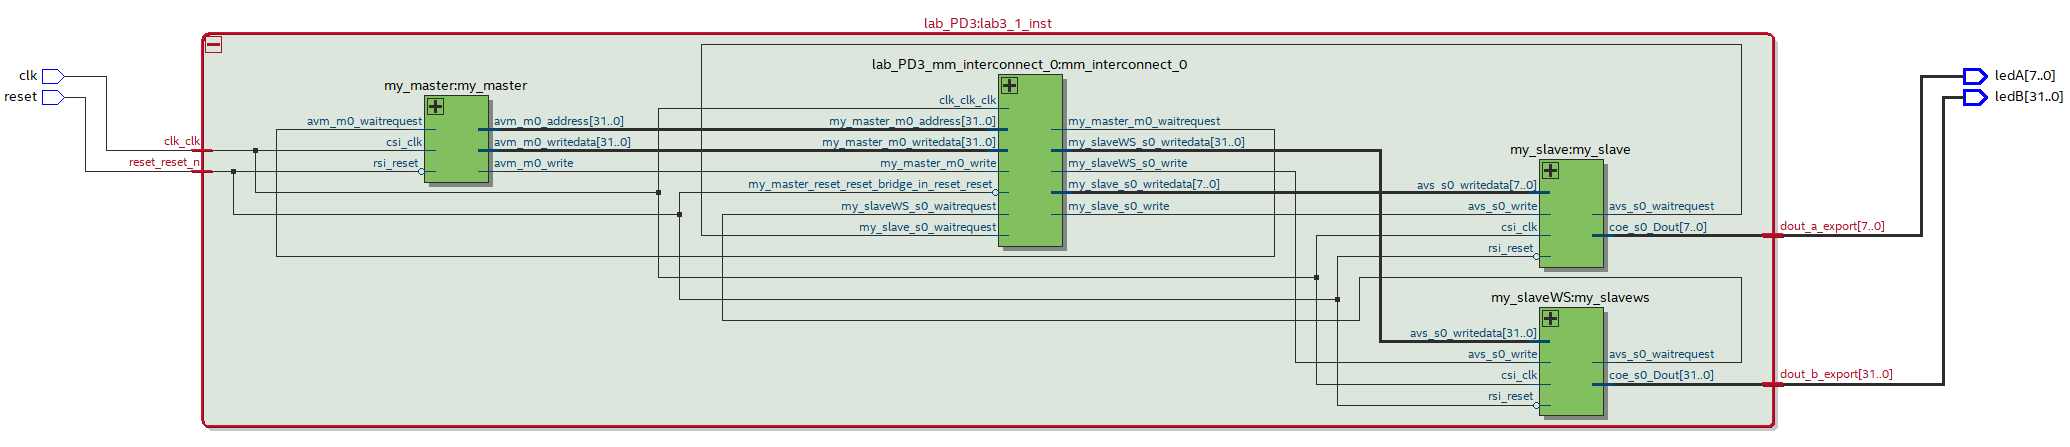 lab_PD3:lab3_1_inst
clk
reset
clk_clk
reset_reset_n
my_master:my_master
avm_m0_waitrequest
csi_clk
rsi_reset
avm_m0_address[31..0]
avm_m0_writedata[31..0]
avm_m0_write
lab_PD3_mm_interconnect_0:mm_interconnect_0
clk_clk_clk
my_master_m0_address[31..0]
my_master_m0_writedata[31..0]
my_master_m0_write
my_master_reset_reset_bridge_in_reset_reset
my_slaveWS_s0_waitrequest
my_slave_s0_waitrequest
my_master_m0_waitrequest
my_slaveWS_s0_writedata[31..0]
my_slaveWS_s0_write
my_slave_s0_writedata[7..0]
my_slave_s0_write
my_slave:my_slave
avs_s0_writedata[7..0]
avs_s0_write
csi_clk
rsi_reset
avs_s0_waitrequest
coe_s0_Dout[7..0]
my_slaveWS:my_slavews
avs_s0_writedata[31..0]
avs_s0_write
csi_clk
rsi_reset
avs_s0_waitrequest
coe_s0_Dout[31..0]
dout_a_export[7..0]
dout_b_export[31..0]
ledA[7..0]
ledB[31..0]